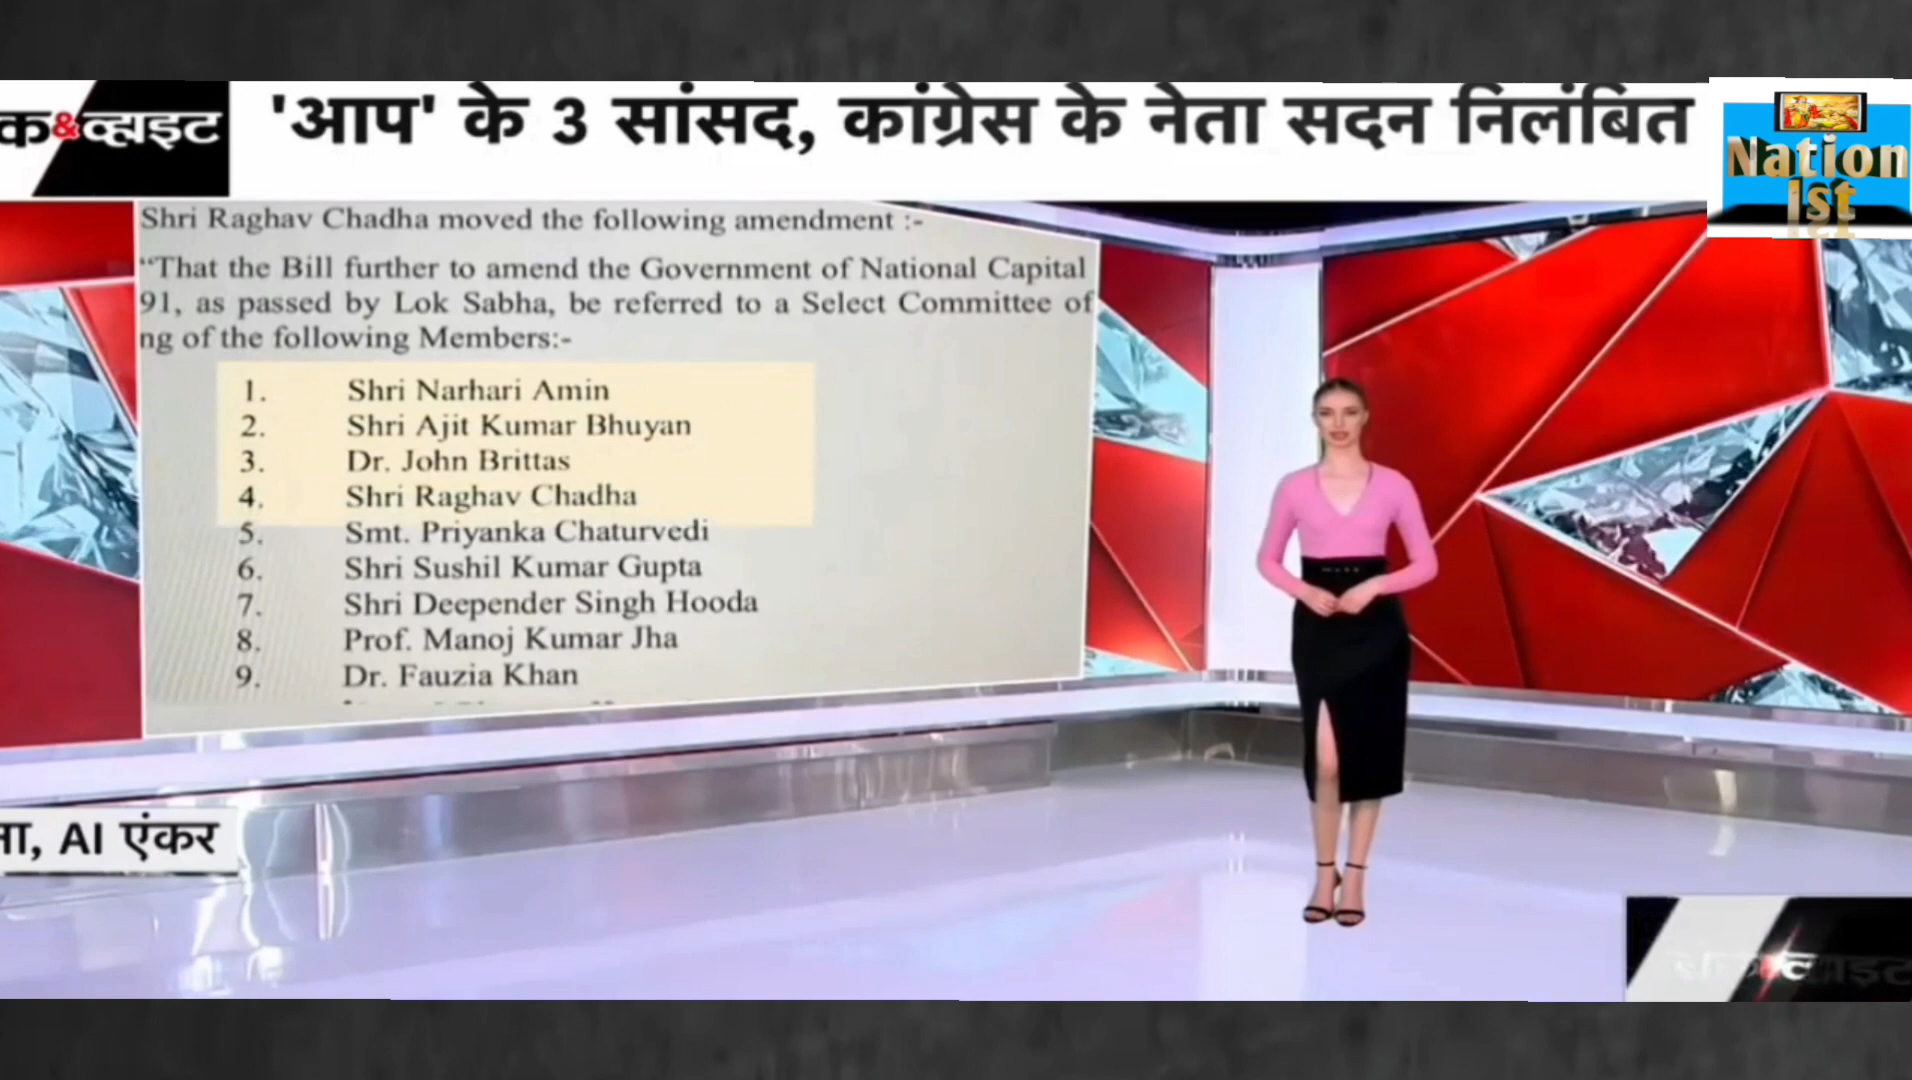 क&व्हाइट
'आप' के 3 सांसद, कांग्रेस के नेता सदन निलंबित
Nation
1st
Shri Raghav Chadha moved the following amendment :-
“That the Bill further to amend the Government of National Capital
91, as passed by Lok Sabha, be referred to a Select Committee of
ng of the following Members:-
1. Shri Narhari Amin
2. Shri Ajit Kumar Bhuyan
3. Dr. John Brittas
4. Shri Raghav Chadha
5. Smt. Priyanka Chaturvedi
6. Shri Sushil Kumar Gupta
7. Shri Deepender Singh Hooda
8. Prof. Manoj Kumar Jha
9. Dr. Fauzia Khan
ना, AI एंकर